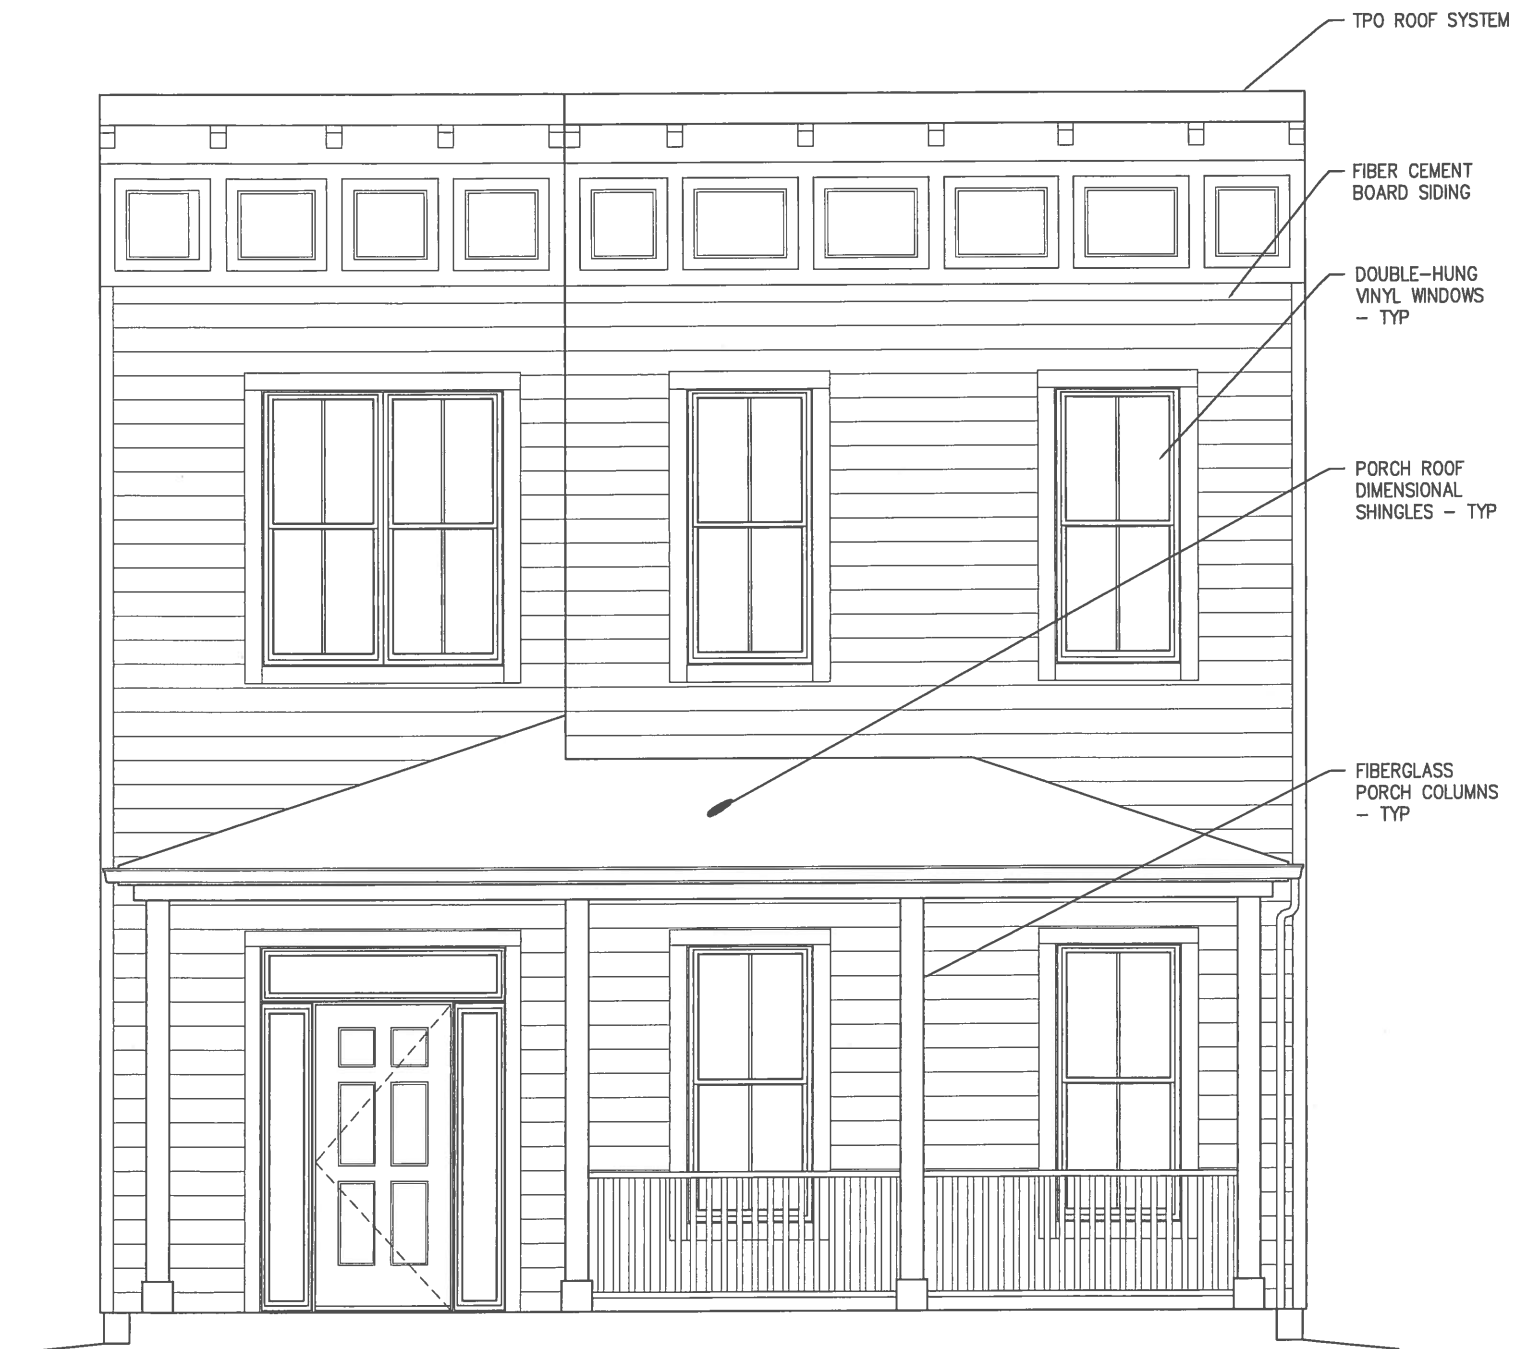 TPO ROOF SYSTEM
FIBER CEMENT
BOARD SIDING
DOUBLE-HUNG
VINYL WINDOWS
- TYP
PORCH ROOF
DIMENSIONAL
SHINGLES - TYP
FIBERGLASS
PORCH COLUMNS
- TYP